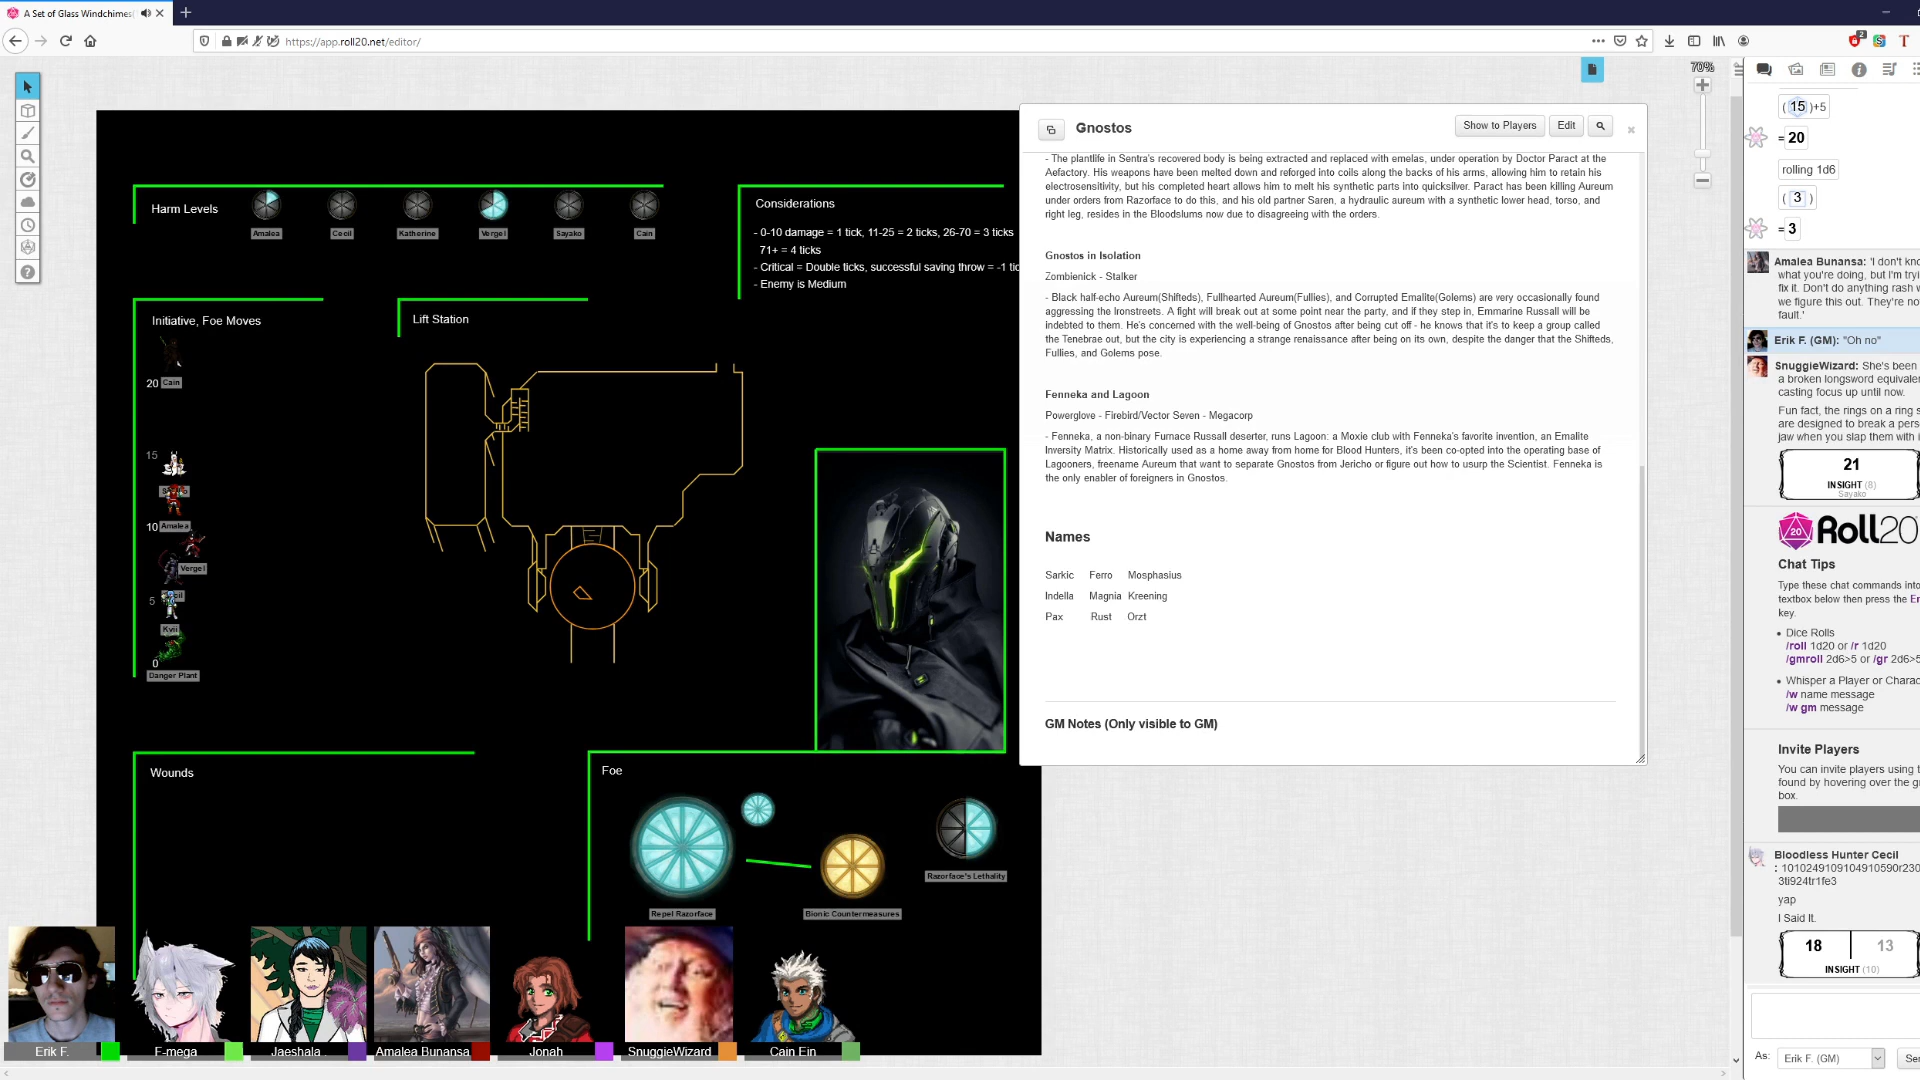 A Set of Glass Windchimes
https://app.roll20.net/editor/
70%
Harm Levels
Amalea
Cecil
Katherine
Vergel
Sayako
Cain
Considerations
- 0-10 damage = 1 tick, 11-25 = 2 ticks, 26-70 = 3 ticks
71+ = 4 ticks
- Critical = Double ticks, successful saving throw = -1 tic
- Enemy is Medium
Initiative, Foe Moves
20 Cain
15
10 Amalea
Vergel
5
Kvii
0
Danger Plant
Lift Station
Wounds
Foe
Repel Razorface
Bionic Countermeasures
Razorface's Lethality
Erik F.
F-mega
Jaeshala .
Amalea Bunansa
Jonah
SnuggieWizard
Cain Ein
Gnostos
Show to Players
Edit
- The plantlife in Sentra's recovered body is being extracted and replaced with emelas, under operation by Doctor Paract at the
Aefactory. His weapons have been melted down and reforged into coils along the backs of his arms, allowing him to retain his
electrosensitivity, but his completed heart allows him to melt his synthetic parts into quicksilver. Paract has been killing Aureum
under orders from Razorface to do this, and his old partner Saren, a hydraulic aureum with a synthetic lower head, torso, and
right leg, resides in the Bloodslums now due to disagreeing with the orders.
Gnostos in Isolation
Zombienick - Stalker
- Black half-echo Aureum(Shifteds), Fullhearted Aureum(Fullies), and Corrupted Emalite(Golems) are very occasionally found
aggressing the Ironstreets. A fight will break out at some point near the party, and if they step in, Emmarine Russall will be
indebted to them. He's concerned with the well-being of Gnostos after being cut off - he knows that it's to keep a group called
the Tenebrae out, but the city is experiencing a strange renaissance after being on its own, despite the danger that the Shifteds,
Fullies, and Golems pose.
Fenneka and Lagoon
Powerglove - Firebird/Vector Seven - Megacorp
- Fenneka, a non-binary Furnace Russall deserter, runs Lagoon: a Moxie club with Fenneka's favorite invention, an Emalite
Inversity Matrix. Historically used as a home away from home for Blood Hunters, it's been co-opted into the operating base of
Lagooners, freename Aureum that want to separate Gnostos from Jericho or figure out how to usurp the Scientist. Fenneka is
the only enabler of foreigners in Gnostos.
Names
Sarkic Ferro Mosphasius
Indella Magnia Kreening
Pax Rust Orzt
GM Notes (Only visible to GM)
(15)+5
= 20
rolling 1d6
( 3 )
= 3
Amalea Bunansa: 'I don't kno
what you're doing, but I'm tryi
fix it. Don't do anything rash w
we figure this out. They're no
fault.'
Erik F. (GM): "Oh no"
SnuggieWizard: She's been
a broken longsword equivalen
casting focus up until now.
Fun fact, the rings on a ring s
are designed to break a pers
jaw when you slap them with i
21
INSIGHT (8)
Sayako
Roll20
Chat Tips
Type these chat commands into
textbox below then press the En
key.
• Dice Rolls
/roll 1d20 or /r 1d20
/gmroll 2d6>5 or /gr 2d6>5
• Whisper a Player or Charac
/w name message
/w gm message
Invite Players
You can invite players using t
found by hovering over the gr
box.
Bloodless Hunter Cecil
: 1010249109104910590r230
3ti924tr1fe3
yap
I Said It.
18 13
INSIGHT (10)
As: Erik F. (GM)
Sen